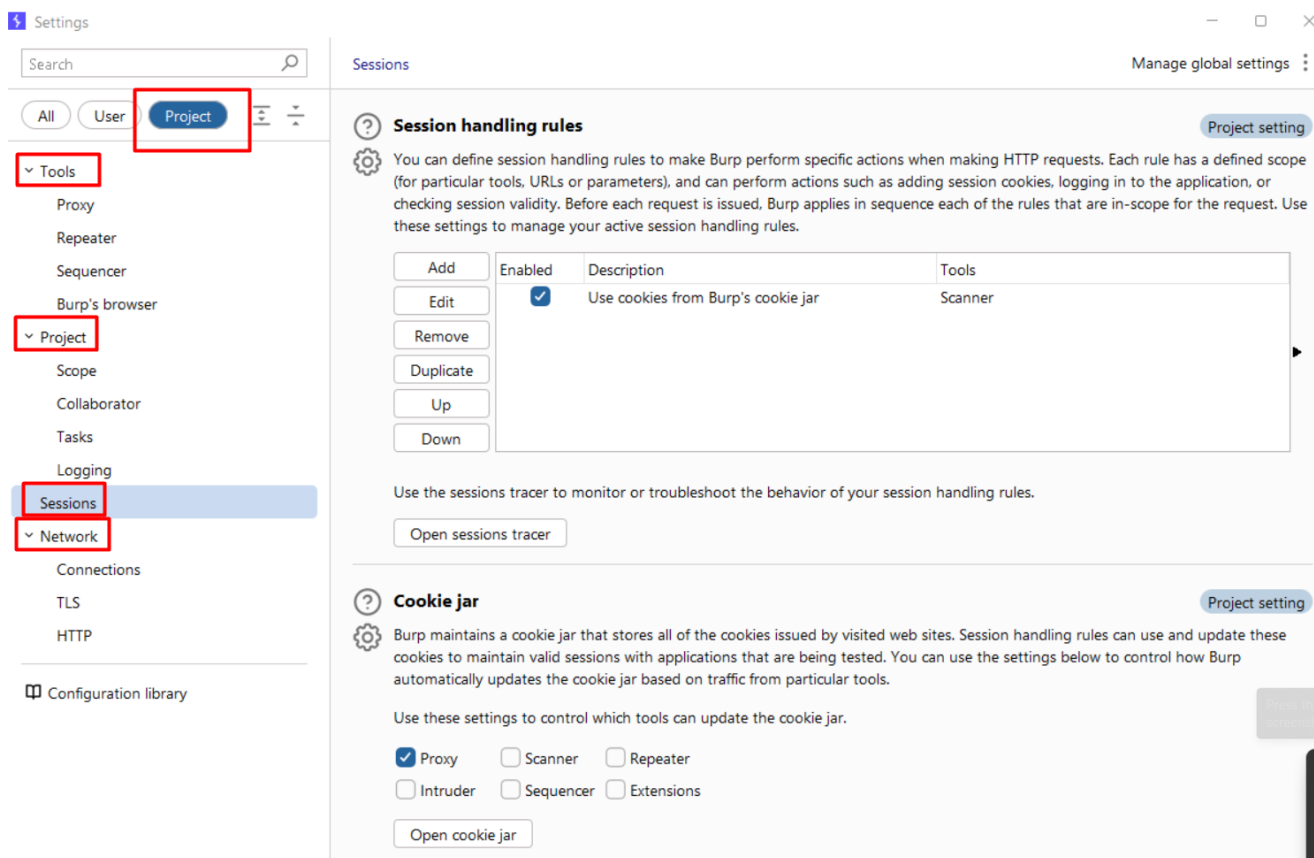 Settings
Search
Sessions
Manage global settings
All
User
Project
Tools
Proxy
Repeater
Sequencer
Burp's browser
Project
Scope
Collaborator
Tasks
Logging
Sessions
Network
Connections
TLS
HTTP
Configuration library
Session handling rules
Project setting
You can define session handling rules to make Burp perform specific actions when making HTTP requests. Each rule has a defined scope
(for particular tools, URLs or parameters), and can perform actions such as adding session cookies, logging in to the application, or
checking session validity. Before each request is issued, Burp applies in sequence each of the rules that are in-scope for the request. Use
these settings to manage your active session handling rules.
Add
Edit
Remove
Duplicate
Up
Down
Enabled Description Tools
Use cookies from Burp's cookie jar Scanner
Use the sessions tracer to monitor or troubleshoot the behavior of your session handling rules.
Open sessions tracer
Cookie jar
Project setting
Burp maintains a cookie jar that stores all of the cookies issued by visited web sites. Session handling rules can use and update these
cookies to maintain valid sessions with applications that are being tested. You can use the settings below to control how Burp
automatically updates the cookie jar based on traffic from particular tools.
Use these settings to control which tools can update the cookie jar.
Proxy Scanner Repeater
Intruder Sequencer Extensions
Open cookie jar